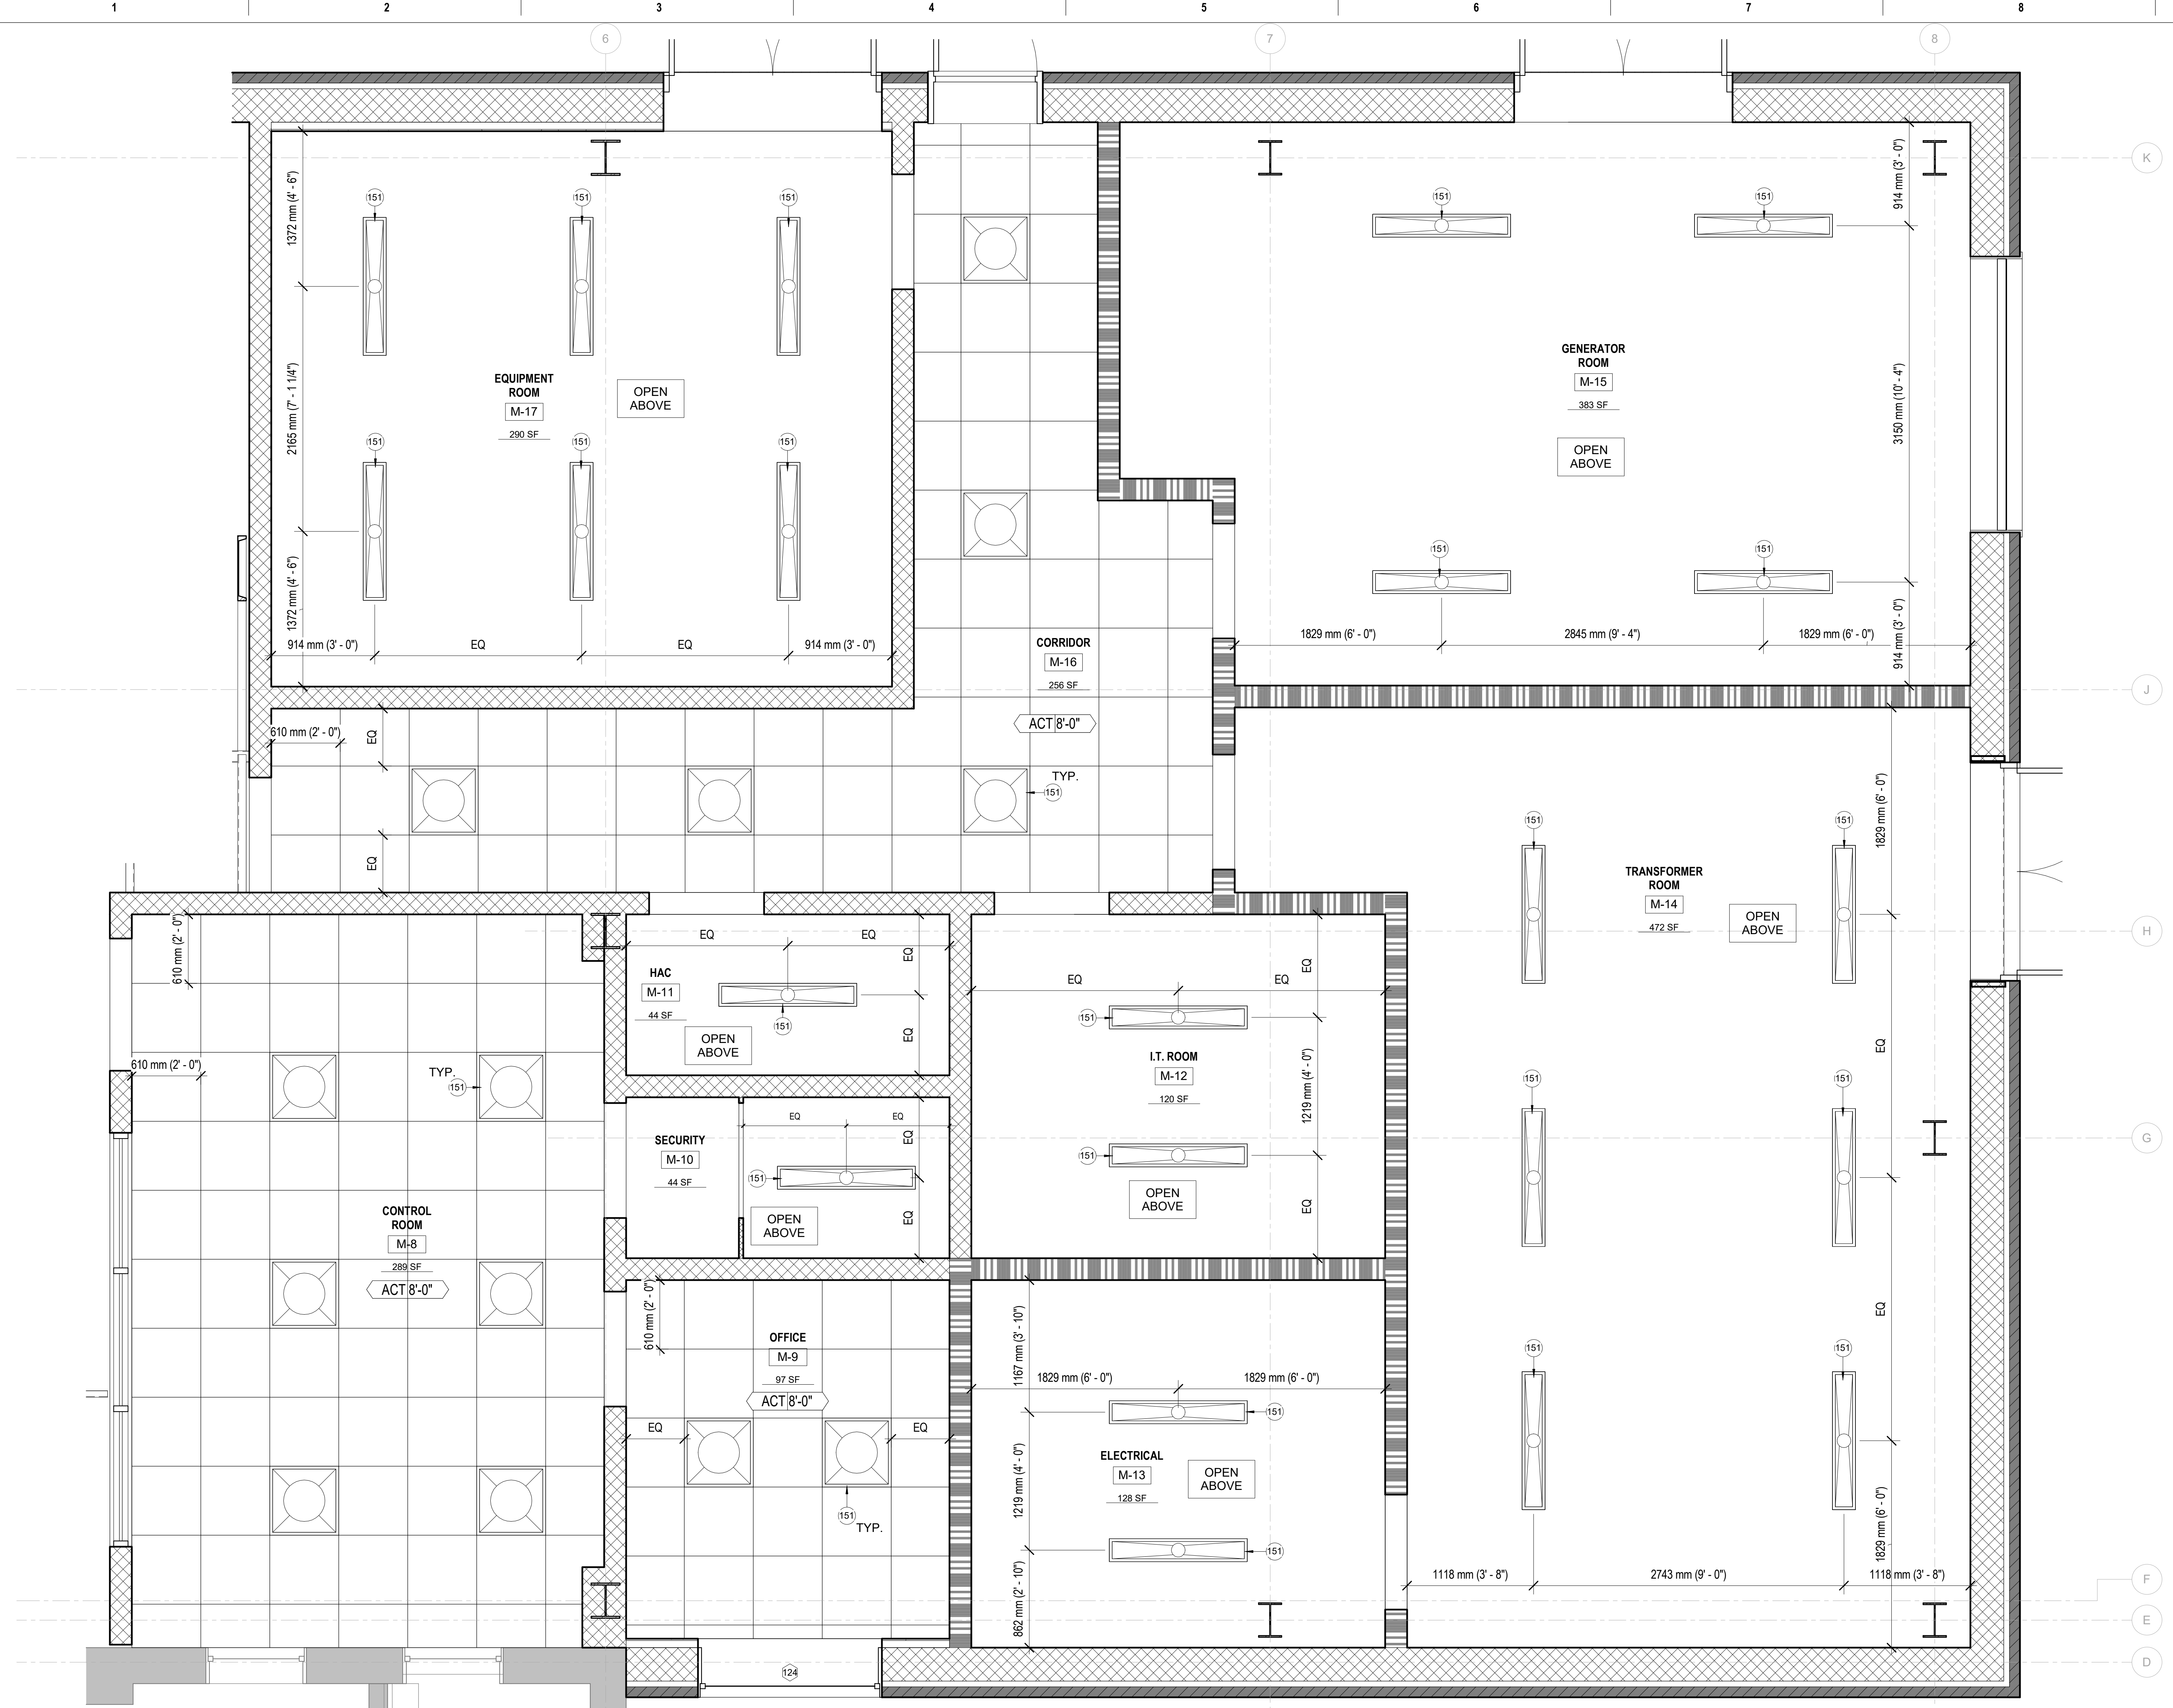 1 2 3 4 5 6 7 8
6 7 8
K
1372 mm (4' - 6")
151 151 151
151 151
914 mm (3' - 0")
EQUIPMENT
ROOM
M-17
290 SF
OPEN
ABOVE
2165 mm (7' - 1 1/4")
151 151 151
1372 mm (4' - 6")
914 mm (3' - 0") EQ EQ 914 mm (3' - 0")
GENERATOR
ROOM
M-15
383 SF
OPEN
ABOVE
3150 mm (10' - 4")
151 151
914 mm (3' - 0")
1829 mm (6' - 0") 2845 mm (9' - 4") 1829 mm (6' - 0")
CORRIDOR
M-16
256 SF
ACT 8'-0"
J
610 mm (2' - 0") EQ
TYP.
151
EQ
1829 mm (6' - 0")
151 151
TRANSFORMER
ROOM
M-14
472 SF
OPEN
ABOVE
H
610 mm (2' - 0")
EQ EQ EQ
HAC
M-11
44 SF
151
OPEN
ABOVE
EQ
EQ EQ EQ
151
I.T. ROOM
M-12
120 SF
1219 mm (4' - 0")
151
OPEN
ABOVE
EQ
EQ
151 151
610 mm (2' - 0")
TYP.
151
EQ EQ EQ
SECURITY
M-10
44 SF
151
OPEN
ABOVE
EQ
G
CONTROL
ROOM
M-8
289 SF
ACT 8'-0"
610 mm (2' - 0")
OFFICE
M-9
97 SF
ACT 8'-0"
EQ EQ
151
TYP.
1167 mm (3' - 10")
1829 mm (6' - 0") 1829 mm (6' - 0")
151
ELECTRICAL
M-13
128 SF
OPEN
ABOVE
1219 mm (4' - 0")
151
862 mm (2' - 10")
EQ
151 151
1829 mm (6' - 0")
1118 mm (3' - 8") 2743 mm (9' - 0") 1118 mm (3' - 8")
F
E
D
124